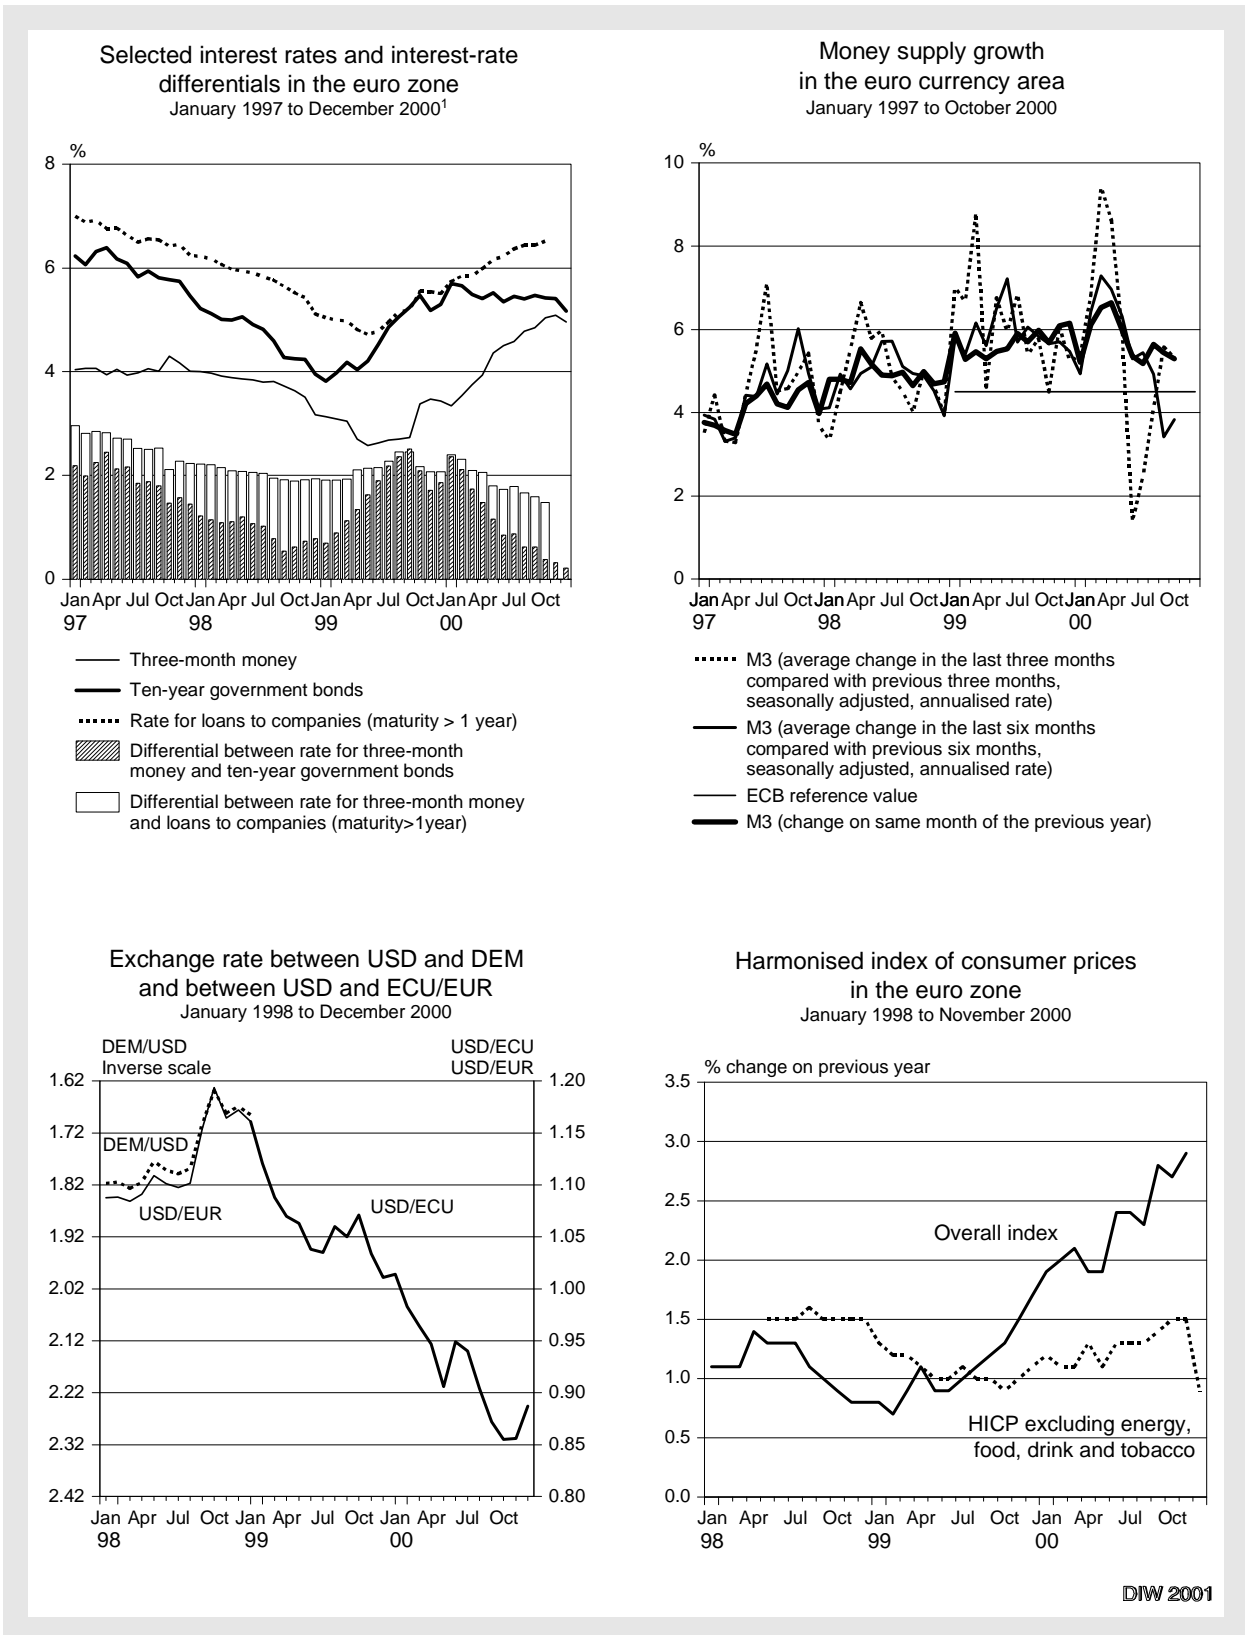 Selected interest rates and interest-rate
differentials in the euro zone
January 1997 to December 2000¹
%
8
6
4
2
0
Jan Apr Jul Oct Jan Apr Jul Oct Jan Apr Jul Oct Jan Apr Jul Oct
97 98 99 00
Three-month money
Ten-year government bonds
Rate for loans to companies (maturity > 1 year)
Differential between rate for three-month
money and ten-year government bonds
Differential between rate for three-month money
and loans to companies (maturity>1year)
Money supply growth
in the euro currency area
January 1997 to October 2000
%
10
8
6
4
2
0
Jan Apr Jul Oct Jan Apr Jul Oct Jan Apr Jul Oct Jan Apr Jul Oct
97 98 99 00
M3 (average change in the last three months
compared with previous three months,
seasonally adjusted, annualised rate)
M3 (average change in the last six months
compared with previous six months,
seasonally adjusted, annualised rate)
ECB reference value
M3 (change on same month of the previous year)
Exchange rate between USD and DEM
and between USD and ECU/EUR
January 1998 to December 2000
DEM/USD USD/ECU
Inverse scale USD/EUR
1.62 1.20
1.72 1.15
DEM/USD
1.82 1.10
USD/EUR USD/ECU
1.92 1.05
2.02 1.00
2.12 0.95
2.22 0.90
2.32 0.85
2.42 0.80
Jan Apr Jul Oct Jan Apr Jul Oct Jan Apr Jul Oct
98 99 00
Harmonised index of consumer prices
in the euro zone
January 1998 to November 2000
% change on previous year
3.5
3.0
2.5
Overall index
2.0
1.5
1.0
HICP excluding energy,
0.5
food, drink and tobacco
0.0
Jan Apr Jul Oct Jan Apr Jul Oct Jan Apr Jul Oct
98 99 00
DIW 2001